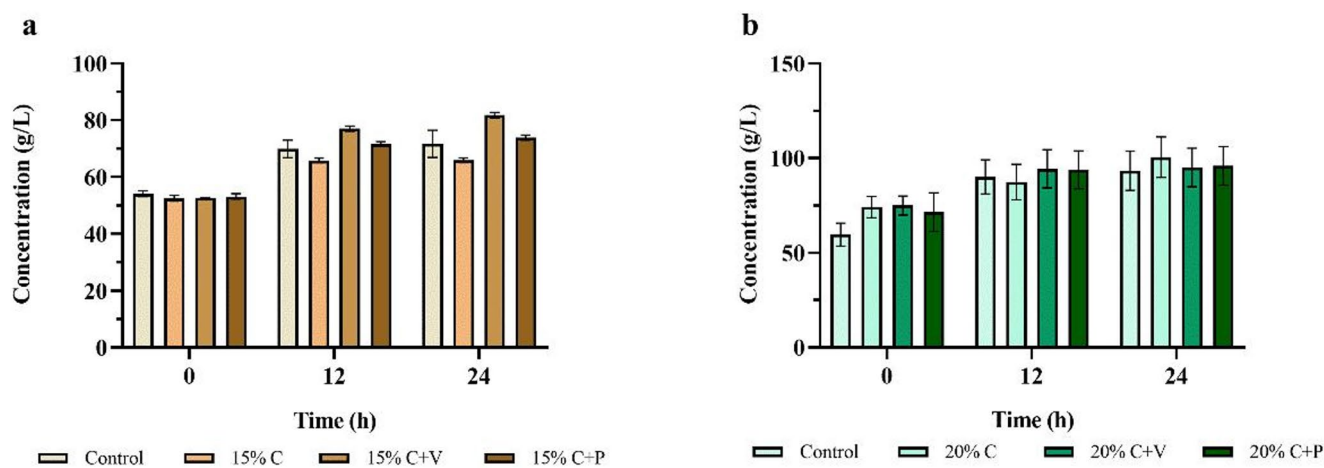 a
Concentration (g/L)
100
80
60
40
20
0
0 12 24
Time (h)
Control 15% C 15% C+V 15% C+P
b
Concentration (g/L)
150
100
50
0
0 12 24
Time (h)
Control 20% C 20% C+V 20% C+P